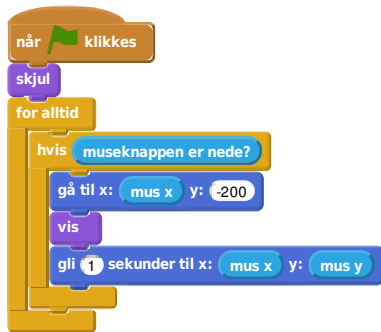 når klikkes
skjul
for alltid
hvis museknappen er nede?
gå til x: mus x y: -200
vis
gli 1 sekunder til x: mus x y: mus y